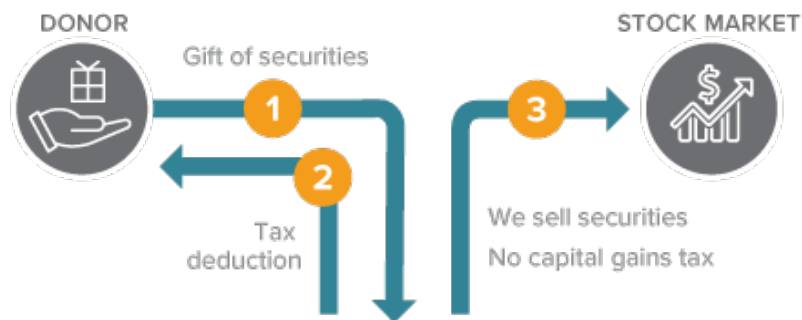 DONOR
STOCK MARKET
Gift of securities
1
3
$
2
Tax
deduction
We sell securities
No capital gains tax